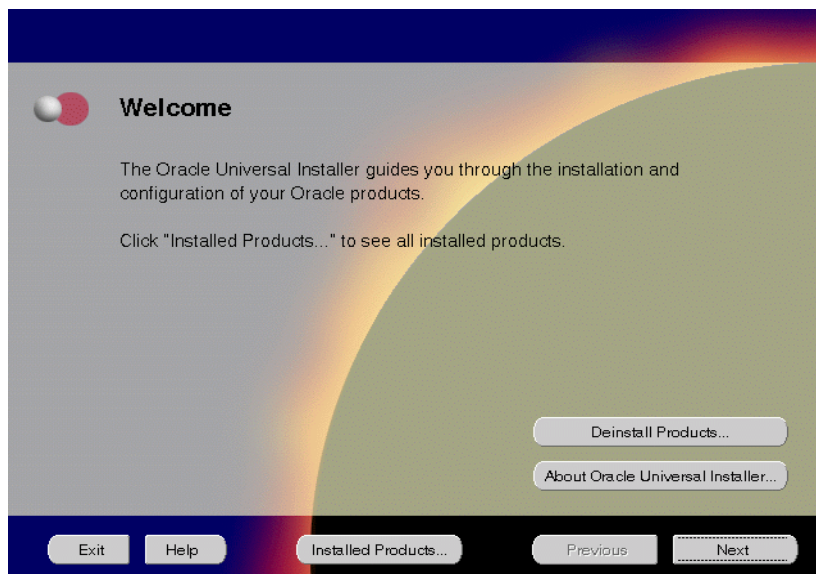 Welcome
The Oracle Universal Installer guides you through the installation and
configuration of your Oracle products.
Click "Installed Products..." to see all installed products.
Deinstall Products...
About Oracle Universal Installer...
Exit
Help
Installed Products...
Previous
Next